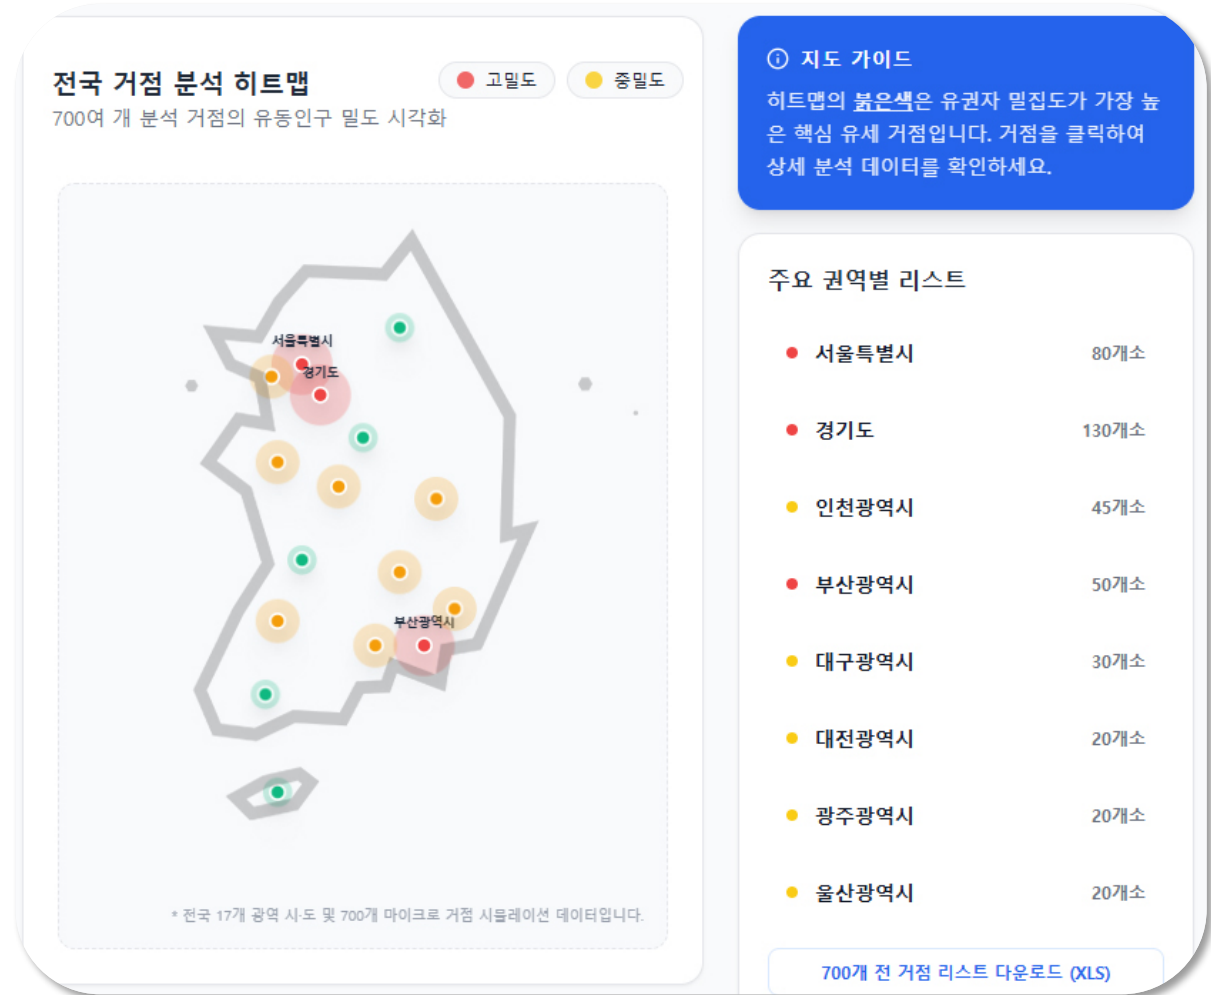 전국 거점 분석 히트맵
고밀도
중밀도
700여 개 분석 거점의 유동인구 밀도 시각화
서울특별시
경기도
부산광역시
* 전국 17개 광역 시·도 및 700개 마이크로 거점 시뮬레이션 데이터입니다.
지도 가이드
히트맵의 붉은색은 유권자 밀집도가 가장 높
은 핵심 유세 거점입니다. 거점을 클릭하여
상세 분석 데이터를 확인하세요.
주요 권역별 리스트
서울특별시 80개소
경기도 130개소
인천광역시 45개소
부산광역시 50개소
대구광역시 30개소
대전광역시 20개소
광주광역시 20개소
울산광역시 20개소
700개 전 거점 리스트 다운로드 (XLS)